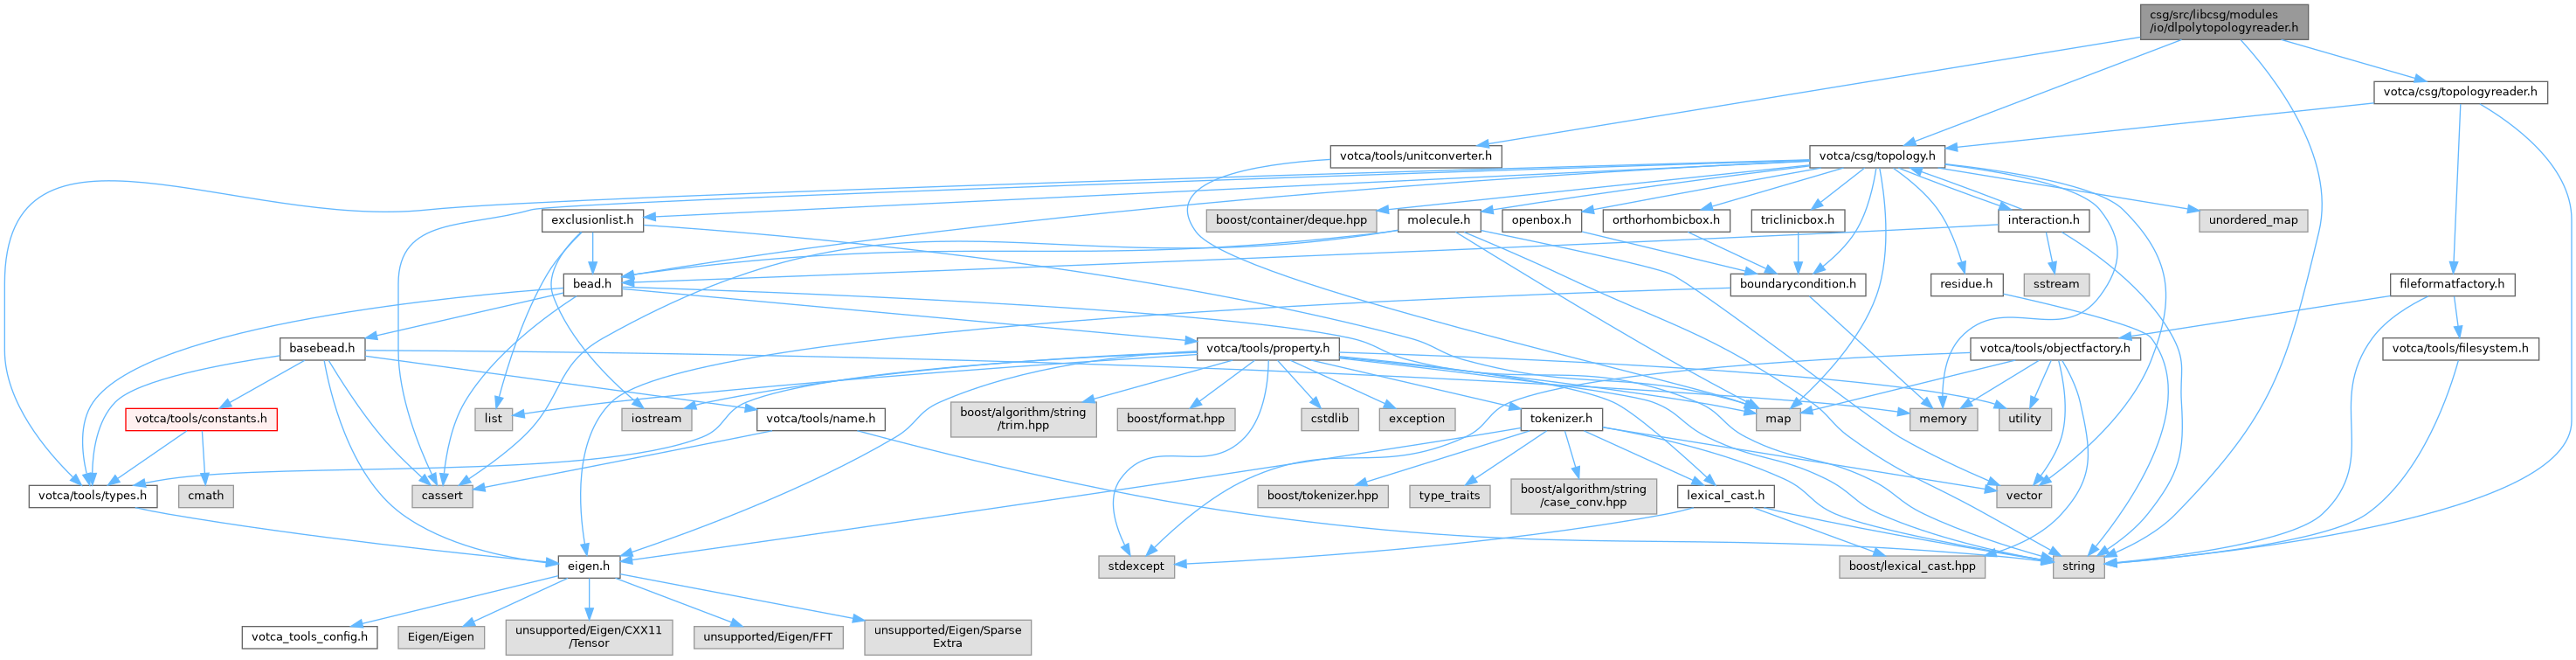 csg/src/libcsg/modules
/io/dlpolytopologyreader.h
votca/csg/topologyreader.h
votca/tools/unitconverter.h
votca/csg/topology.h
exclusionlist.h
boost/container/deque.hpp
molecule.h
openbox.h
orthorhombicbox.h
triclinicbox.h
interaction.h
unordered_map
bead.h
boundarycondition.h
residue.h
sstream
fileformatfactory.h
basebead.h
votca/tools/property.h
votca/tools/objectfactory.h
votca/tools/filesystem.h
votca/tools/constants.h
list
iostream
votca/tools/name.h
boost/algorithm/string
/trim.hpp
boost/format.hpp
cstdlib
exception
tokenizer.h
map
memory
utility
votca/tools/types.h
cmath
cassert
boost/tokenizer.hpp
type_traits
boost/algorithm/string
/case_conv.hpp
lexical_cast.h
vector
eigen.h
stdexcept
boost/lexical_cast.hpp
string
votca_tools_config.h
Eigen/Eigen
unsupported/Eigen/CXX11
/Tensor
unsupported/Eigen/FFT
unsupported/Eigen/Sparse
Extra